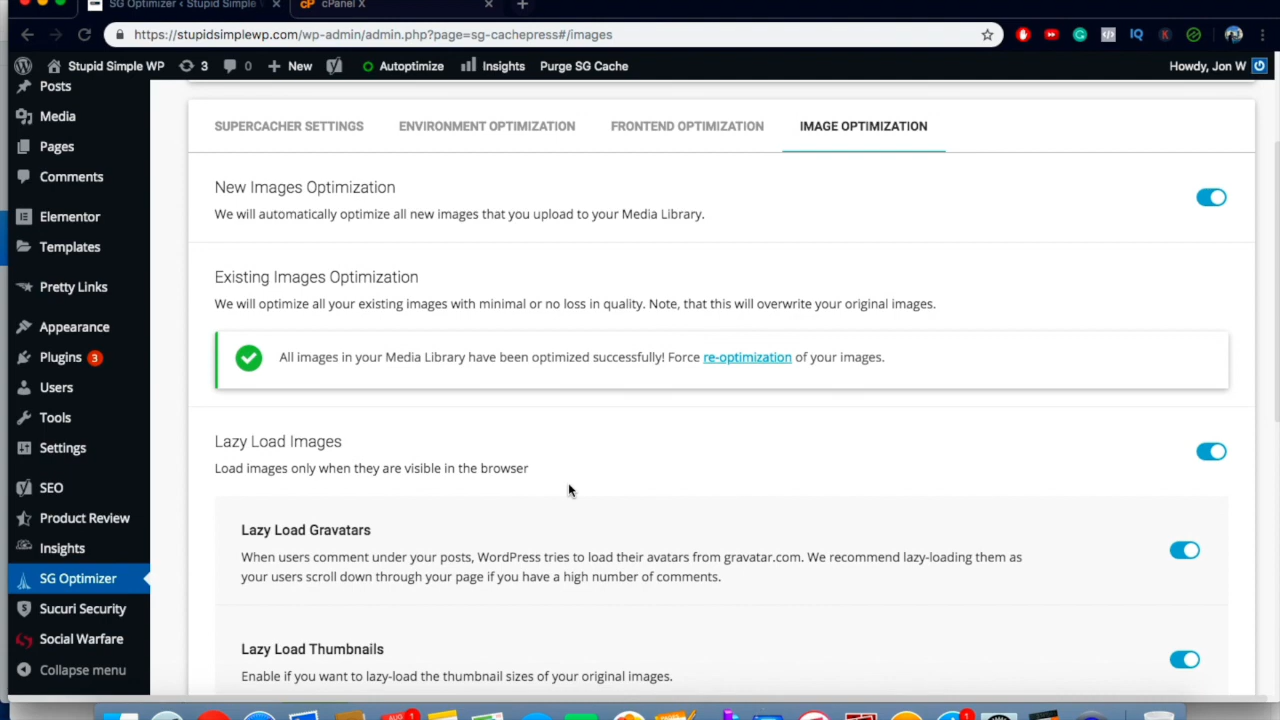 SG Optimizer ‹ Stupid Simple
cPanel X
https://stupidsimplewp.com/wp-admin/admin.php?page=sg-cachepress#/images
IQ
Stupid Simple WP
3
0
New
Autoptimize
Insights
Purge SG Cache
Howdy, Jon W
Posts
Media
Pages
Comments
Elementor
Templates
Pretty Links
Appearance
Plugins 3
Users
Tools
Settings
SEO
Product Review
Insights
SG Optimizer
Sucuri Security
Social Warfare
Collapse menu
SUPERCACHER SETTINGS
ENVIRONMENT OPTIMIZATION
FRONTEND OPTIMIZATION
IMAGE OPTIMIZATION
New Images Optimization
We will automatically optimize all new images that you upload to your Media Library.
Existing Images Optimization
We will optimize all your existing images with minimal or no loss in quality. Note, that this will overwrite your original images.
All images in your Media Library have been optimized successfully! Force re-optimization of your images.
Lazy Load Images
Load images only when they are visible in the browser
Lazy Load Gravatars
When users comment under your posts, WordPress tries to load their avatars from gravatar.com. We recommend lazy-loading them as
your users scroll down through your page if you have a high number of comments.
Lazy Load Thumbnails
Enable if you want to lazy-load the thumbnail sizes of your original images.
AUG 1
1